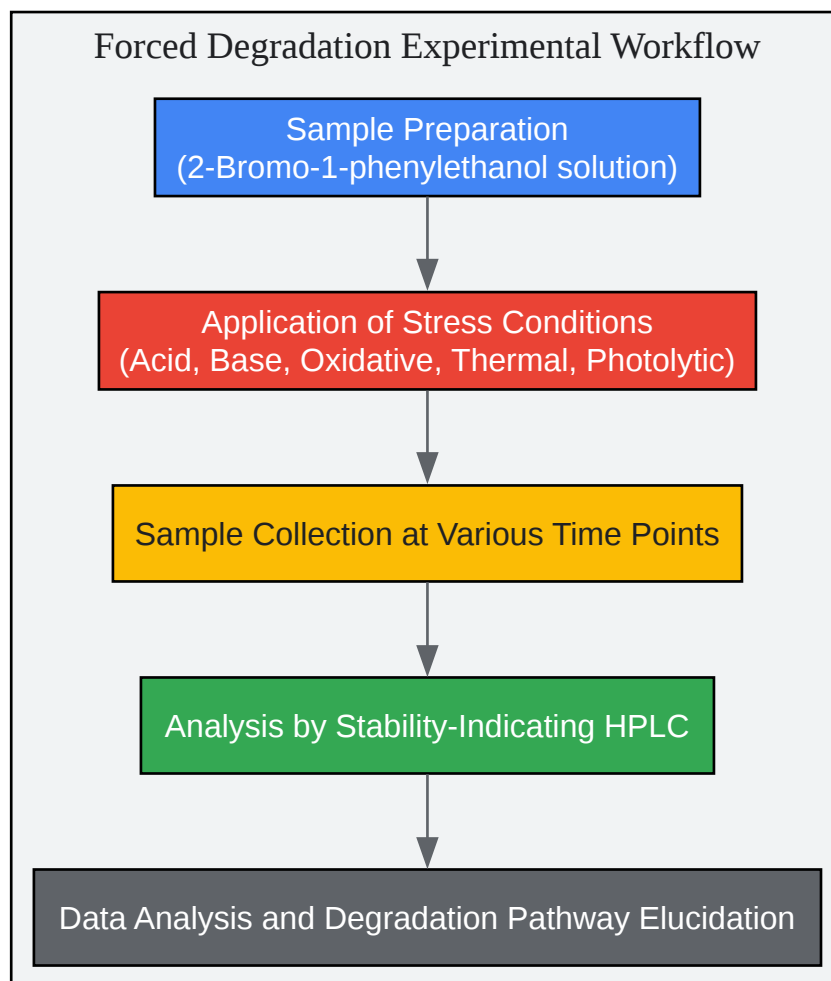 Forced Degradation Experimental Workflow
Sample Preparation
(2-Bromo-1-phenylethanol solution)
Application of Stress Conditions
(Acid, Base, Oxidative, Thermal, Photolytic)
Sample Collection at Various Time Points
Analysis by Stability-Indicating HPLC
Data Analysis and Degradation Pathway Elucidation